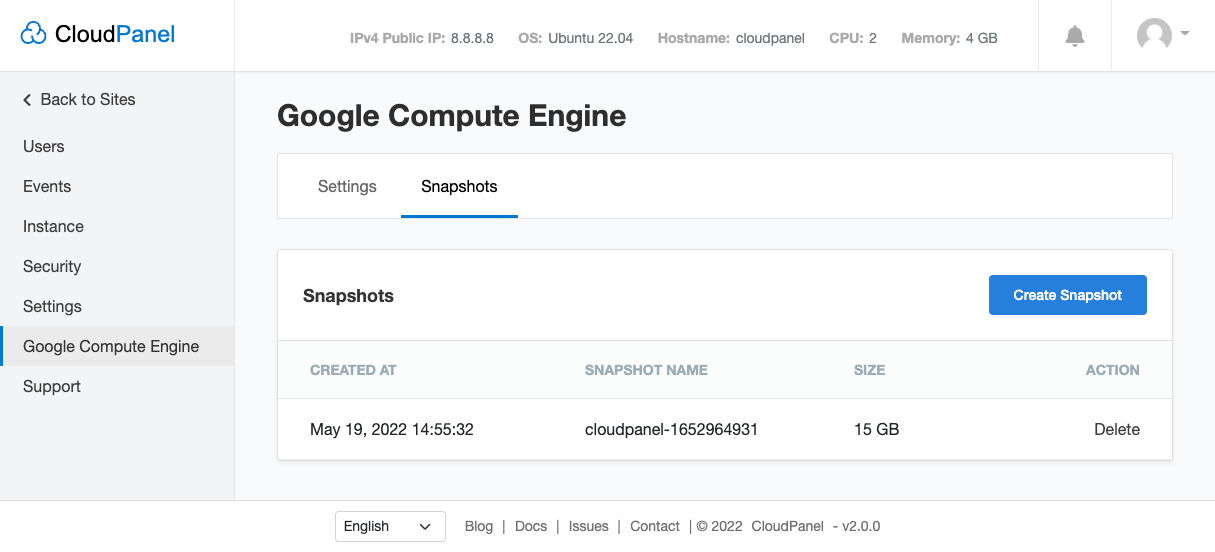 CloudPanel
IPv4 Public IP: 8.8.8.8 OS: Ubuntu 22.04 Hostname: cloudpanel CPU: 2 Memory: 4 GB
Back to Sites
Users
Events
Instance
Security
Settings
Google Compute Engine
Support
Google Compute Engine
Settings Snapshots
Snapshots
Create Snapshot
CREATED AT SNAPSHOT NAME SIZE ACTION
May 19, 2022 14:55:32 cloudpanel-1652964931 15 GB Delete
English Blog | Docs | Issues | Contact | © 2022 CloudPanel - v2.0.0